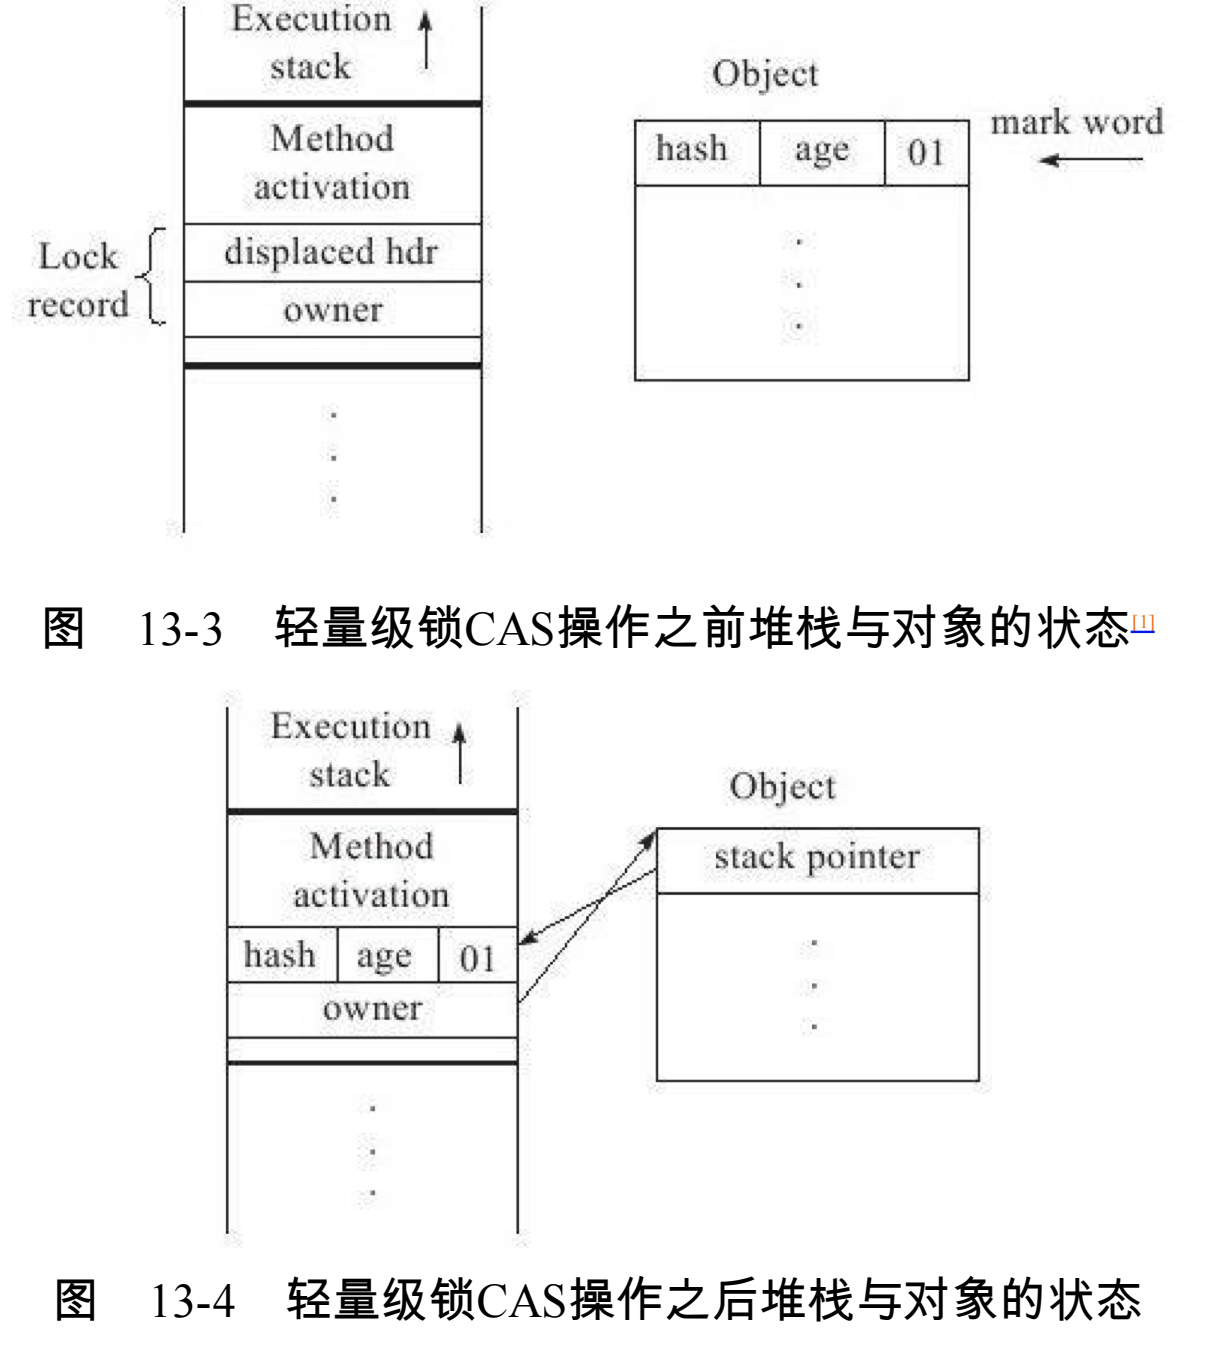 Execution
stack
Object
mark word
hash age 01
Method
activation
Lock
record
displaced hdr
owner
图 13-3 轻量级锁CAS操作之前堆栈与对象的状态[1]
Execution
stack
Object
Method
activation
stack pointer
hash age 01
owner
图 13-4 轻量级锁CAS操作之后堆栈与对象的状态